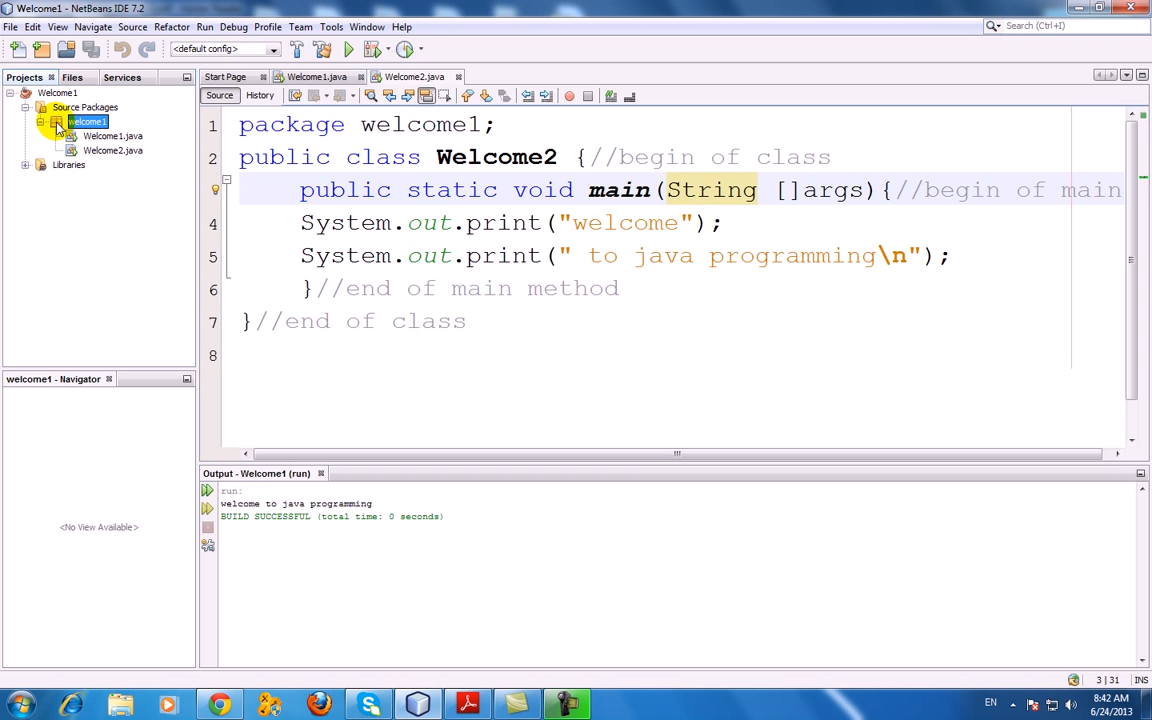 Welcome1 - NetBeans IDE 7.2
File Edit View Navigate Source Refactor Run Debug Profile Team Tools Window Help
Search (Ctrl+I)
<default config>
Projects Files Services
Start Page Welcome1.java Welcome2.java
Welcome1
Source Packages
welcome1
Welcome1.java
Welcome2.java
Libraries
Source History
1 package welcome1;
2 public class Welcome2 {//begin of class
public static void main(String []args){//begin of main
4 System.out.print("welcome");
5 System.out.print(" to java programming\n");
6 }//end of main method
7 }//end of class
8
welcome1 - Navigator
<No View Available>
Output - Welcome1 (run)
run:
welcome to java programming
BUILD SUCCESSFUL (total time: 0 seconds)
3 | 31 INS
EN
8:42 AM
6/24/2013